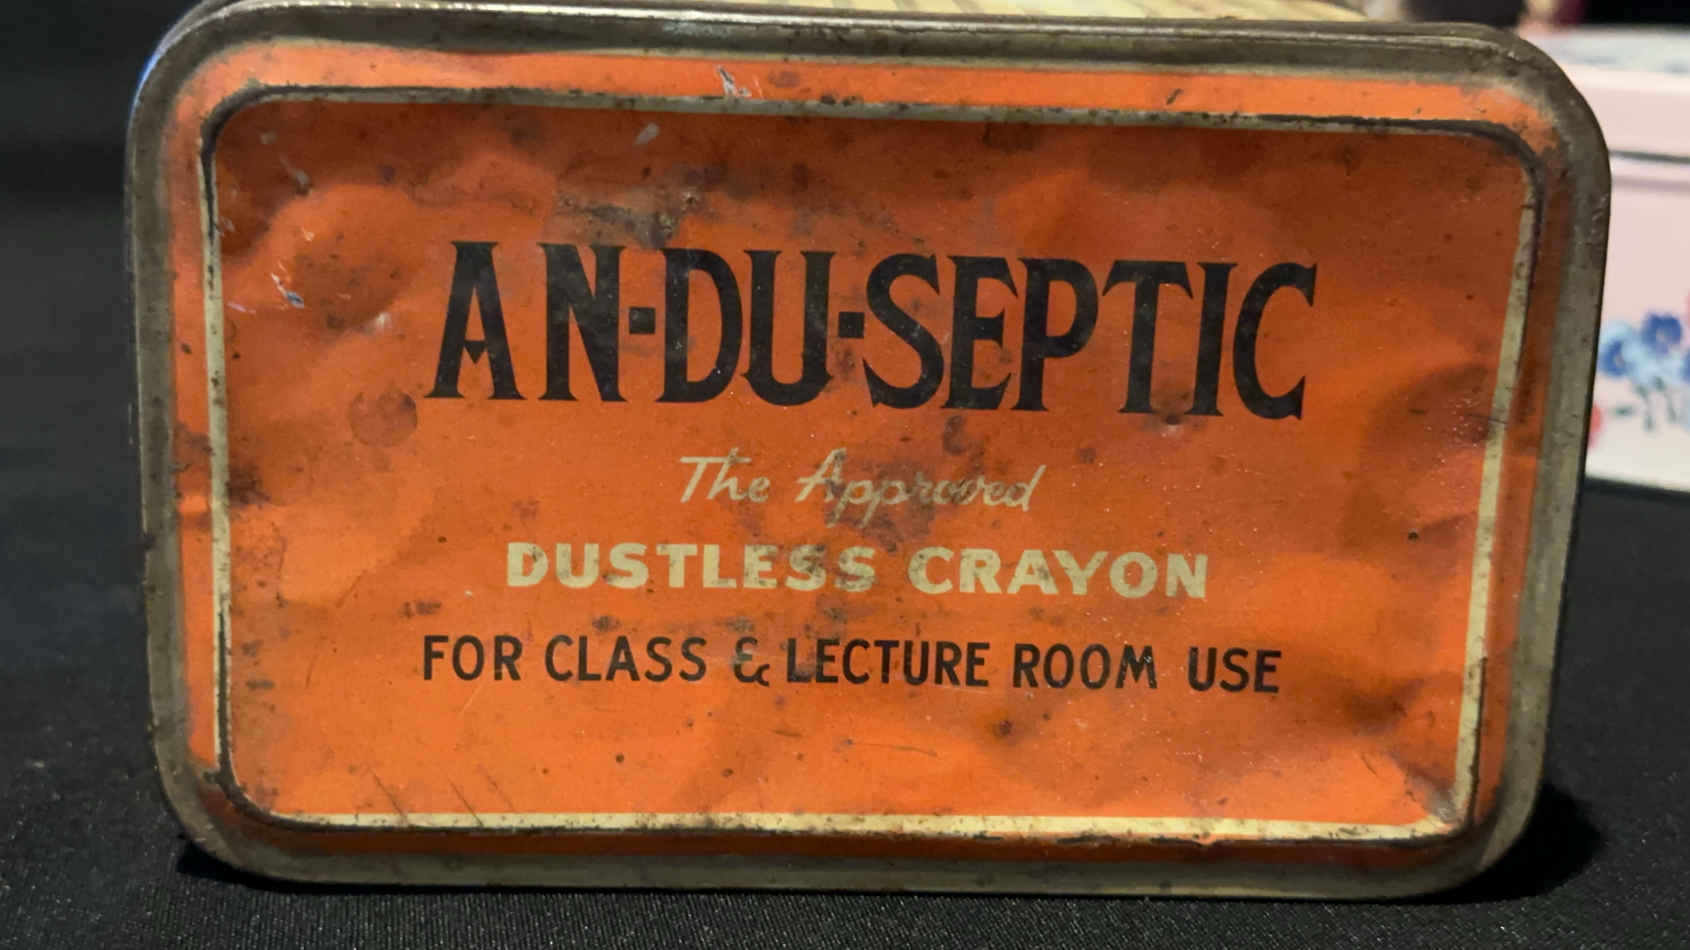 AN-DU-SEPTIC
The Approved
DUSTLESS CRAYON
FOR CLASS & LECTURE ROOM USE